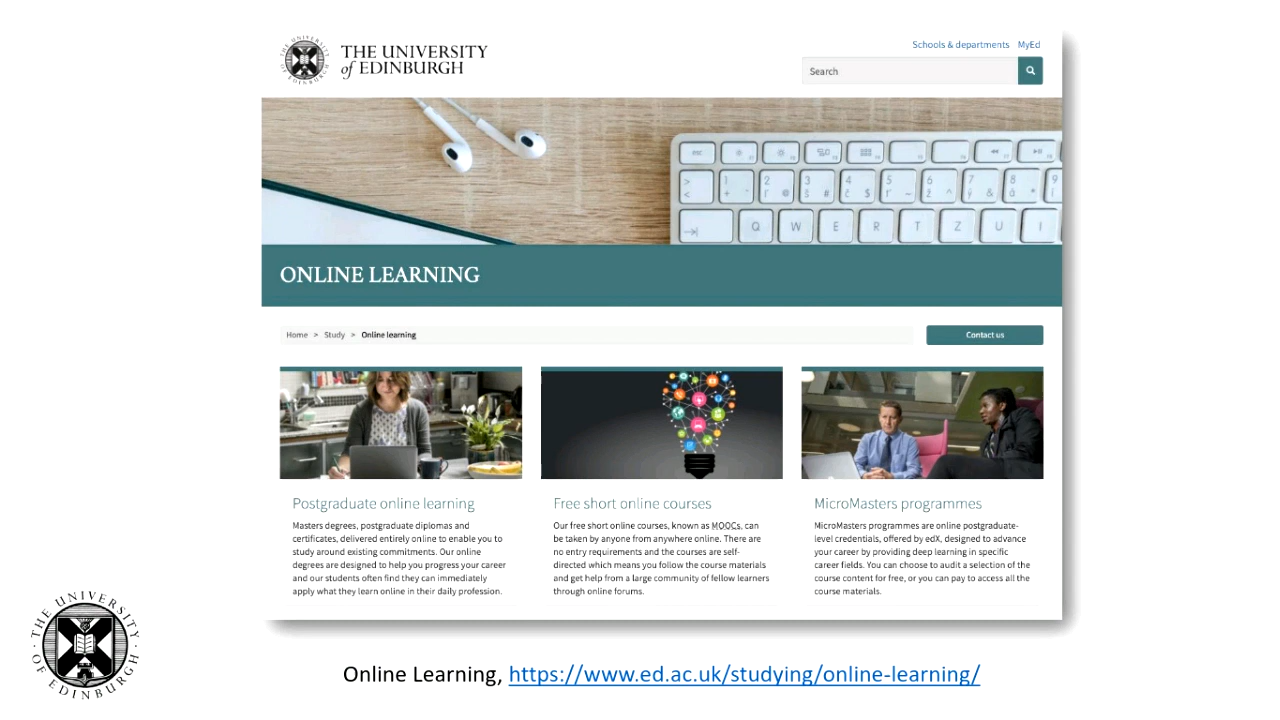 THE UNIVERSITY
of EDINBURGH
Schools & departments MyEd
Search
ONLINE LEARNING
Home > Study > Online learning
Contact us
Postgraduate online learning
Masters degrees, postgraduate diplomas and
certificates, delivered entirely online to enable you to
study around existing commitments. Our online
degrees are designed to help you progress your career
and our students often find they can immediately
apply what they learn online in their daily profession.
Free short online courses
Our free short online courses, known as MOOCs, can
be taken by anyone from anywhere online. There are
no entry requirements and the courses are self-
directed which means you follow the course materials
and get help from a large community of fellow learners
through online forums.
MicroMasters programmes
MicroMasters programmes are online postgraduate-
level credentials, offered by edX, designed to advance
your career by providing deep learning in specific
career fields. You can choose to audit a selection of the
course content for free, or you can pay to access all the
course materials.
THE UNIVERSITY OF EDINBURGH
Online Learning, https://www.ed.ac.uk/studying/online-learning/